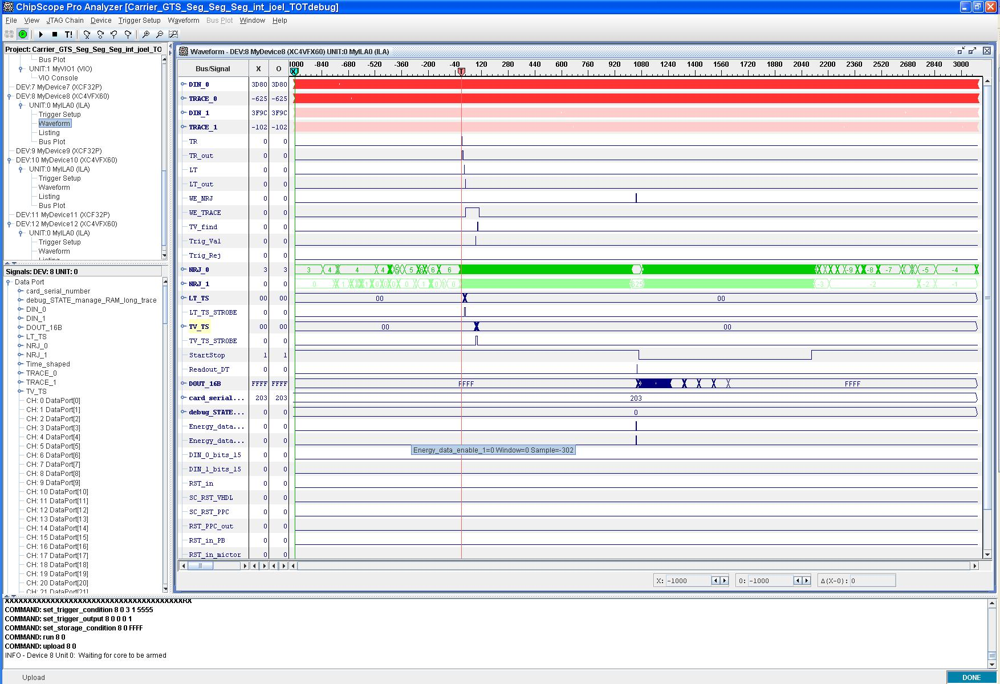 ChipScope Pro Analyzer [Carrier_GTS_Seg_Seg_Seg_int_joel_TOTdebug]
File View JTAG Chain Device Trigger Setup Waveform Bus Plot Window Help
T!
Project: Carrier_GTS_Seg_Seg_Seg_int_joel_TO
Bus Plot
UNIT:1 MyVIO1 (VIO)
VIO Console
DEV:7 MyDevice7 (XCF32P)
DEV:8 MyDevice8 (XC4VFX60)
UNIT:0 MyILA0 (ILA)
Trigger Setup
Waveform
Listing
Bus Plot
DEV:9 MyDevice9 (XCF32P)
DEV:10 MyDevice10 (XC4VFX60)
UNIT:0 MyILA0 (ILA)
Trigger Setup
Waveform
Listing
Bus Plot
DEV:11 MyDevice11 (XCF32P)
DEV:12 MyDevice12 (XC4VFX60)
UNIT:0 MyILA0 (ILA)
Trigger Setup
Waveform
Listing
Signals: DEV: 8 UNIT: 0
Data Port
card_serial_number
debug_STATE_manage_RAM_long_trace
DIN_0
DIN_1
DOUT_16B
LT_TS
NRJ_0
NRJ_1
Time_shaped
TRACE_0
TRACE_1
TV_TS
CH: 0 DataPort[0]
CH: 1 DataPort[1]
CH: 2 DataPort[2]
CH: 3 DataPort[3]
CH: 4 DataPort[4]
CH: 5 DataPort[5]
CH: 6 DataPort[6]
CH: 7 DataPort[7]
CH: 8 DataPort[8]
CH: 9 DataPort[9]
CH: 10 DataPort[10]
CH: 11 DataPort[11]
CH: 12 DataPort[12]
CH: 13 DataPort[13]
CH: 14 DataPort[14]
CH: 15 DataPort[15]
CH: 16 DataPort[16]
CH: 17 DataPort[17]
CH: 18 DataPort[18]
CH: 19 DataPort[19]
CH: 20 DataPort[20]
CH: 21 DataPort[21]
Waveform - DEV:8 MyDevice8 (XC4VFX60) UNIT:0 MyILA0 (ILA)
Bus/Signal X O 1000 -840 -680 -520 -360 -200 -40 120 280 440 600 760 920 1080 1240 1400 1560 1720 1880 2040 2200 2360 2520 2680 2840 3000
X T
DIN_0 3D80 3D80
TRACE_0 -625 -625
DIN_1 3F9C 3F9C
TRACE_1 -102 -102
TR 0 0
TR_out 0 0
LT 0 0
LT_out 0 0
WE_NRJ 0 0
WE_TRACE 0 0
TV_find 0 0
Trig_Val 0 0
Trig_Rej 0 0
NRJ_0 3 3 3 4 4 4 5 5 6 6 6 -9 -8 -7 -5 -4
NRJ_1 0 0 0 1 1 0 0 0 0 1 0 0 625 -3 -2 -2 -1
LT_TS 00 00 00 00
LT_TS_STROBE 0 0
TV_TS 00 00 00 00
TV_TS_STROBE 0 0
StartStop 1 1
Readout_DT 0 0
DOUT_16B FFFF FFFF FFFF FFFF
card_serial... 203 203 203
debug_STATE... 0 0 0
Energy_data... 0 0
Energy_data... 0 0
Energy_data_enable_1=0 Window=0 Sample=-302
DIN_0_bits_15 0 0
DIN_1_bits_15 0 0
RST_in 0 0
SC_RST_VHDL 0 0
SC_RST_PPC 0 0
RST_PPC_out 0 0
RST_in_PB 0 0
RST_in_mictor 0 0
X: -1000 O: -1000 Δ(X-O): 0
XXXXXXXXXXXXXXXXXXXXXXXXXXXXXXXXXXXXXXXRX
COMMAND: set_trigger_condition 8 0 3 1 5555
COMMAND: set_trigger_output 8 0 0 0 1
COMMAND: set_storage_condition 8 0 FFFF
COMMAND: run 8 0
COMMAND: upload 8 0
INFO - Device 8 Unit 0: Waiting for core to be armed
Upload DONE